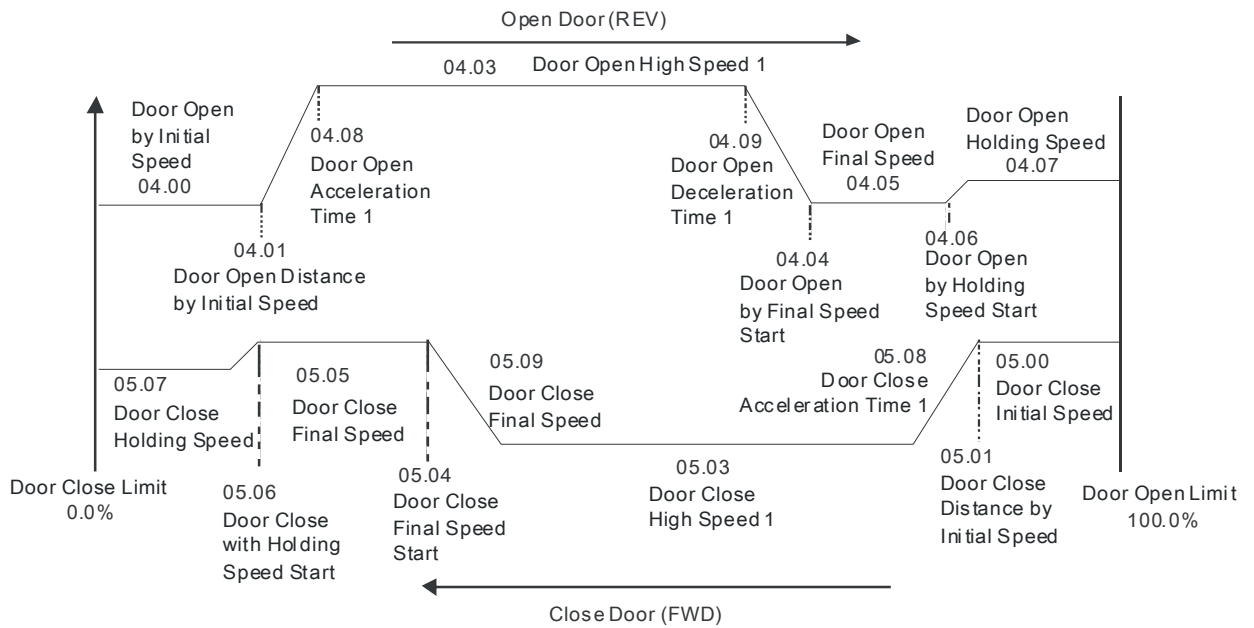 Open Door (REV)
04.03
Door Open High Speed 1
Door Open
by Initial
Speed
04.00
04.08
Door Open
Acceleration
Time 1
04.09
Door Open
Deceleration
Time 1
Door Open
Final Speed
04.05
Door Open
Holding Speed
04.07
04.01
Door Open Distance
by Initial Speed
04.04
Door Open
by Final Speed
Start
04.06
Door Open
by Holding
Speed Start
05.07
Door Close
Holding Speed
05.05
Door Close
Final Speed
05.09
Door Close
Final Speed
05.08
Door Close
Acceleration Time 1
05.00
Door Close
Initial Speed
Door Close Limit
0.0%
05.06
Door Close
with Holding
Speed Start
05.04
Door Close
Final Speed
Start
05.03
Door Close
High Speed 1
05.01
Door Close
Distance by
Initial Speed
Door Open Limit
100.0%
Close Door (FWD)